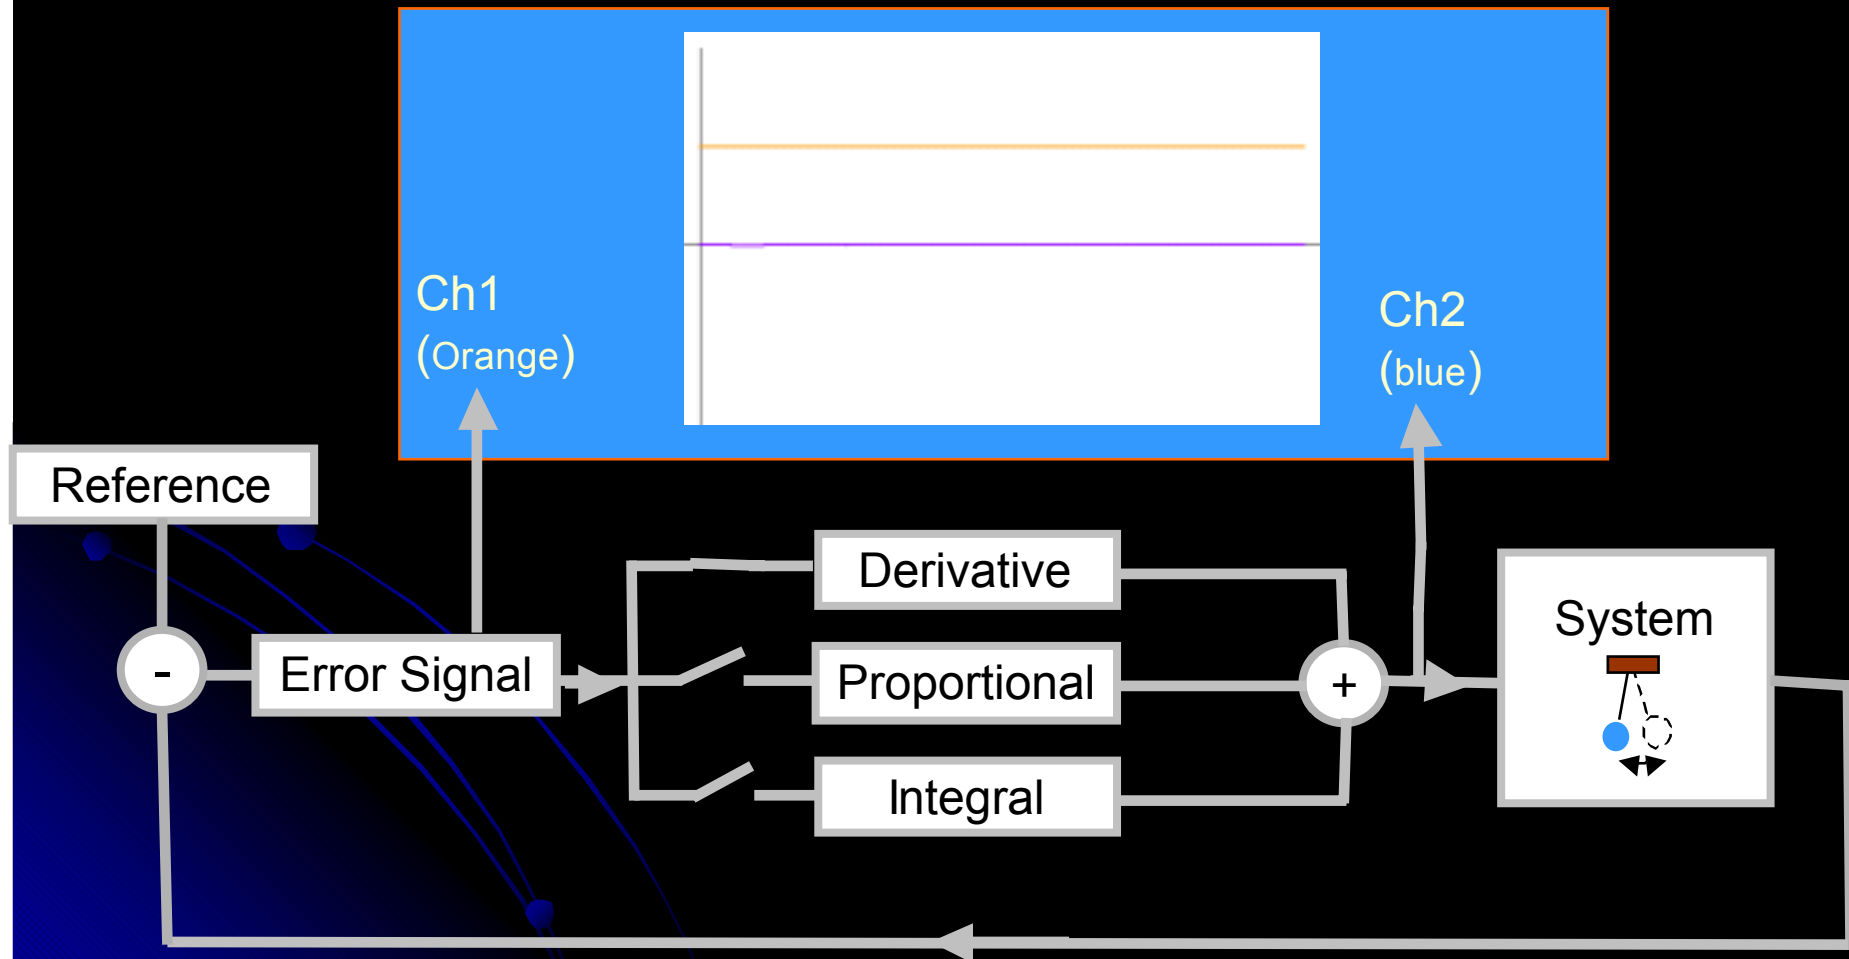 Ch1
(Orange)
Ch2
(blue)
Reference
-
Error Signal
Derivative
Proportional
Integral
+
System